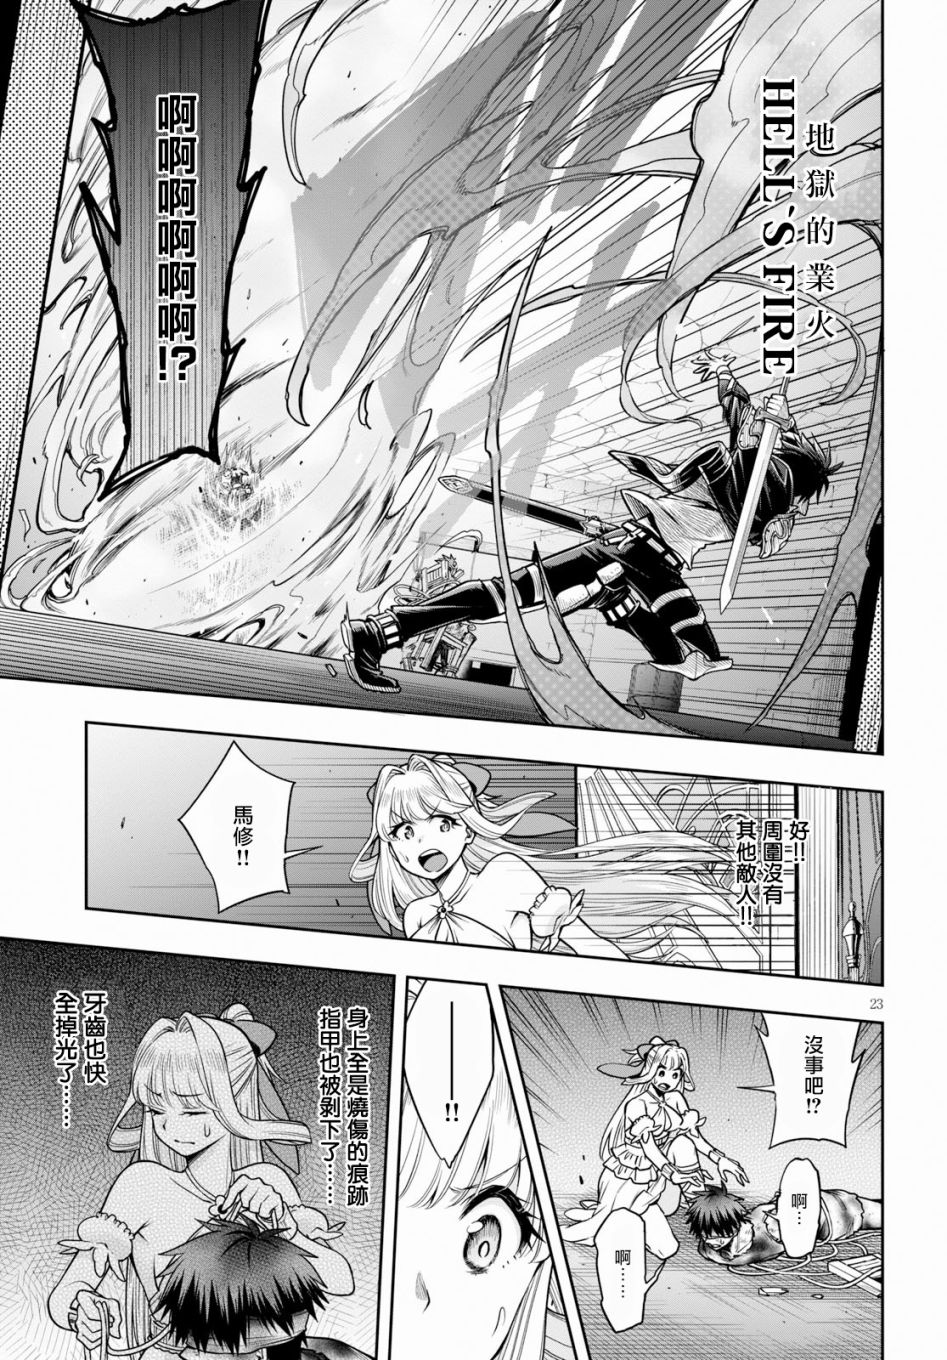 地獄的業火
HELL'S FIRE
啊啊啊啊啊啊啊啊!?
好!!
周圍沒有
其他敵人!!
馬修!!
23
沒事吧!?
啊……
啊……
……!!
身上全是燒傷的痕跡
指甲也被剝下了……
牙齒也快
全掉光了……